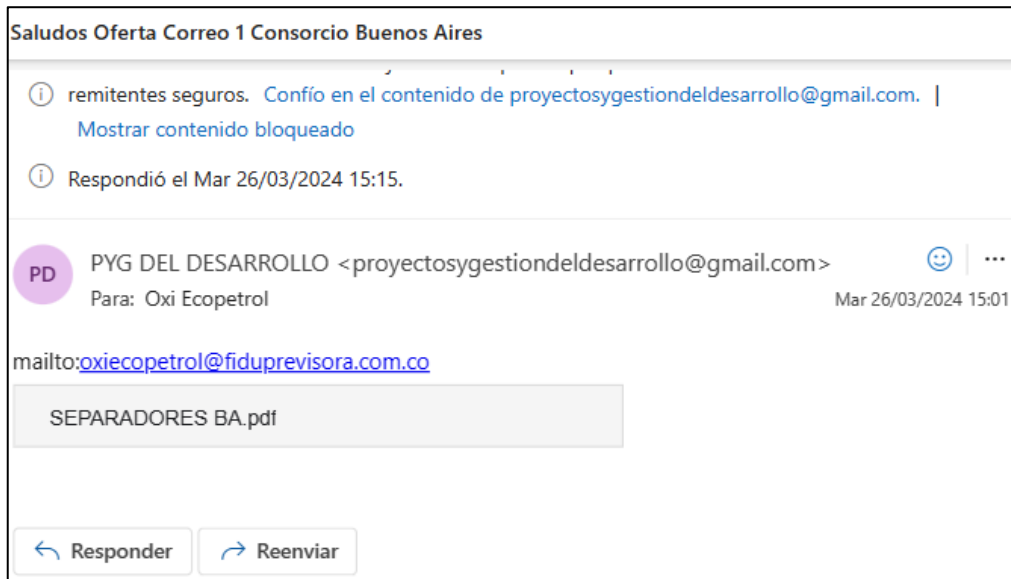 Saludos Oferta Correo 1 Consorcio Buenos Aires
remitentes seguros. Confío en el contenido de proyectosygestiondeldesarrollo@gmail.com. |
Mostrar contenido bloqueado
Respondió el Mar 26/03/2024 15:15.
PD
PYG DEL DESARROLLO <proyectosygestiondeldesarrollo@gmail.com>
Para: Oxi Ecopetrol
Mar 26/03/2024 15:01
mailto:oxiecopetrol@fiduprevisora.com.co
SEPARADORES BA.pdf
Responder
Reenviar